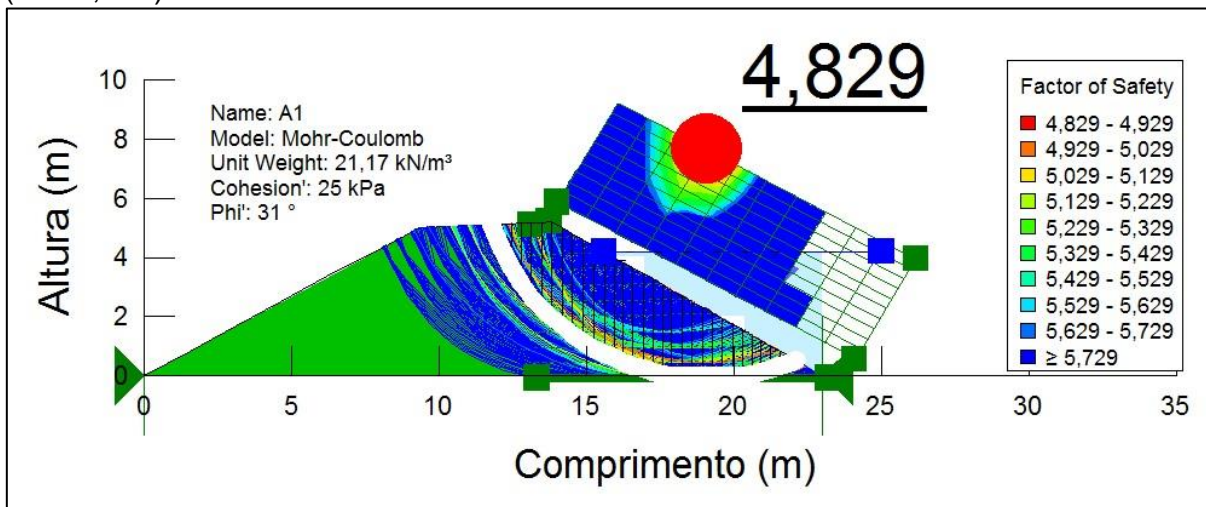 4,829
10
8
6
4
2
0
Altura (m)
Name: A1
Model: Mohr-Coulomb
Unit Weight: 21,17 kN/m³
Cohesion': 25 kPa
Phi': 31 °
Factor of Safety
4,829 - 4,929
4,929 - 5,029
5,029 - 5,129
5,129 - 5,229
5,229 - 5,329
5,329 - 5,429
5,429 - 5,529
5,529 - 5,629
5,629 - 5,729
≥ 5,729
0 5 10 15 20 25 30 35
Comprimento (m)